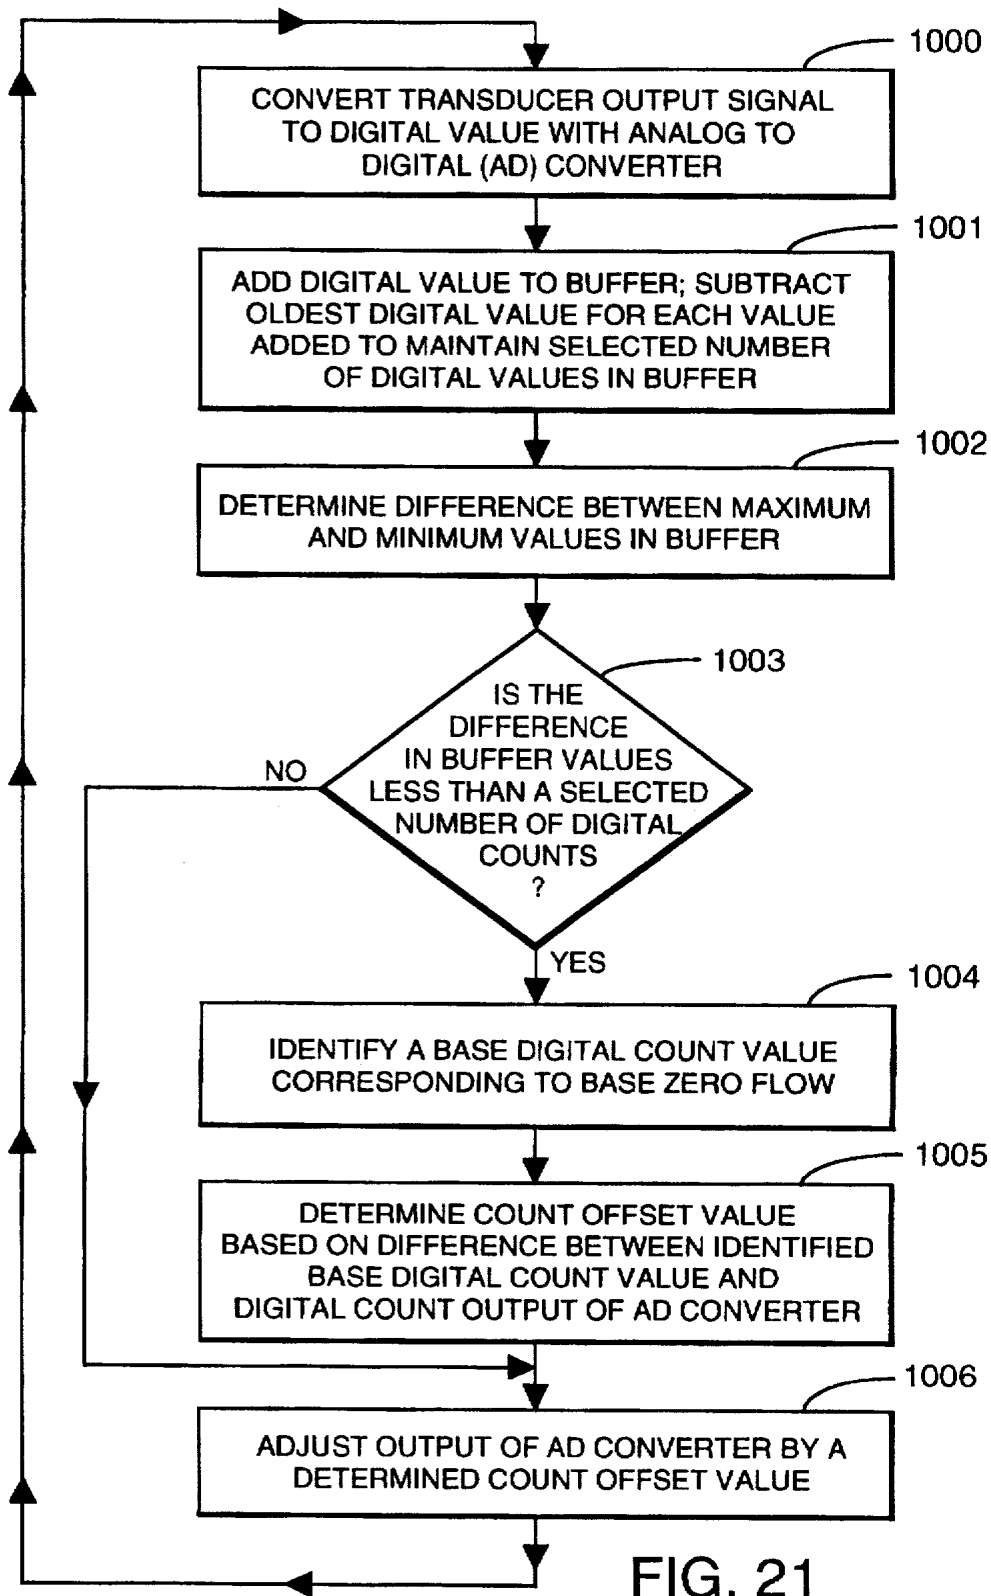 1000
CONVERT TRANSDUCER OUTPUT SIGNAL
TO DIGITAL VALUE WITH ANALOG TO
DIGITAL (AD) CONVERTER
1001
ADD DIGITAL VALUE TO BUFFER; SUBTRACT
OLDEST DIGITAL VALUE FOR EACH VALUE
ADDED TO MAINTAIN SELECTED NUMBER
OF DIGITAL VALUES IN BUFFER
1002
DETERMINE DIFFERENCE BETWEEN MAXIMUM
AND MINIMUM VALUES IN BUFFER
1003
IS THE
DIFFERENCE
IN BUFFER VALUES
LESS THAN A SELECTED
NUMBER OF DIGITAL
COUNTS
?
NO
YES
1004
IDENTIFY A BASE DIGITAL COUNT VALUE
CORRESPONDING TO BASE ZERO FLOW
1005
DETERMINE COUNT OFFSET VALUE
BASED ON DIFFERENCE BETWEEN IDENTIFIED
BASE DIGITAL COUNT VALUE AND
DIGITAL COUNT OUTPUT OF AD CONVERTER
1006
ADJUST OUTPUT OF AD CONVERTER BY A
DETERMINED COUNT OFFSET VALUE
FIG. 21